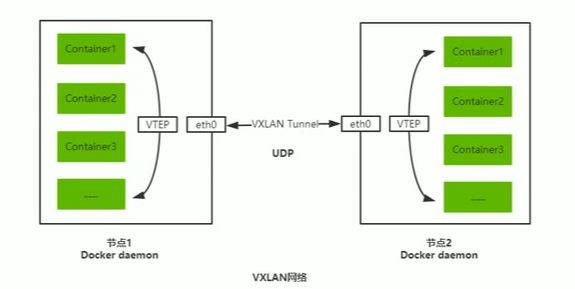 Container1
Container2
Container3
......
VTEP
eth0
VXLAN Tunnel
UDP
eth0
VTEP
Container1
Container2
Container3
......
节点1
Docker daemon
节点2
Docker daemon
VXLAN网络